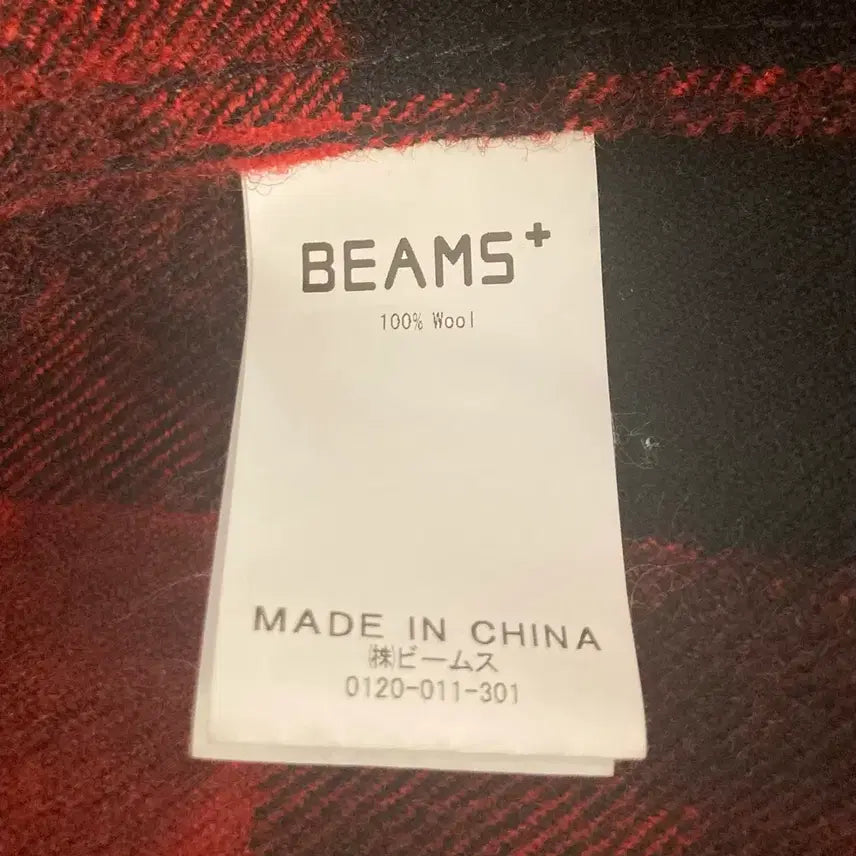 BEAMS+
100% Wool
MADE IN CHINA
㈱ビームス
0120-011-301